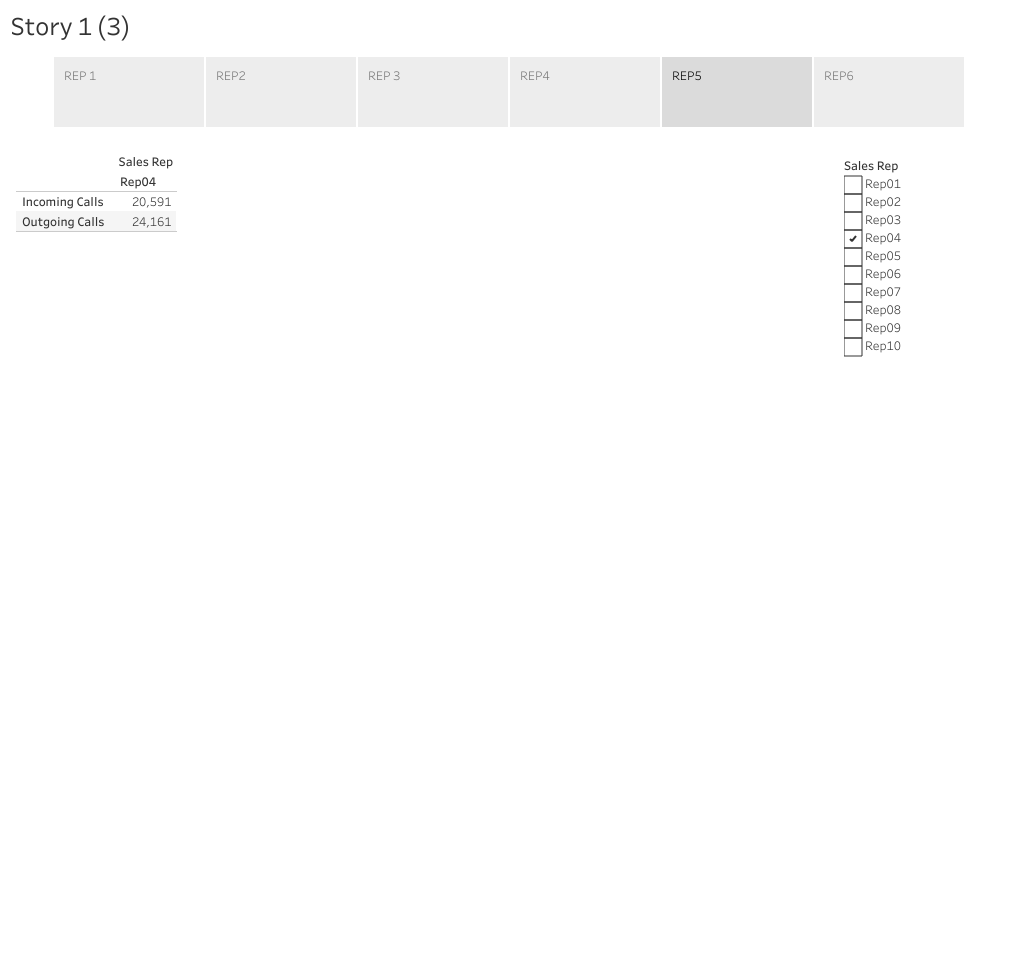 Story 1 (3)
REP 1 REP2 REP 3 REP4 REP5 REP6
Sales Rep
Rep04
Incoming Calls 20,591
Outgoing Calls 24,161
Sales Rep
Rep01
Rep02
Rep03
Rep04
Rep05
Rep06
Rep07
Rep08
Rep09
Rep10